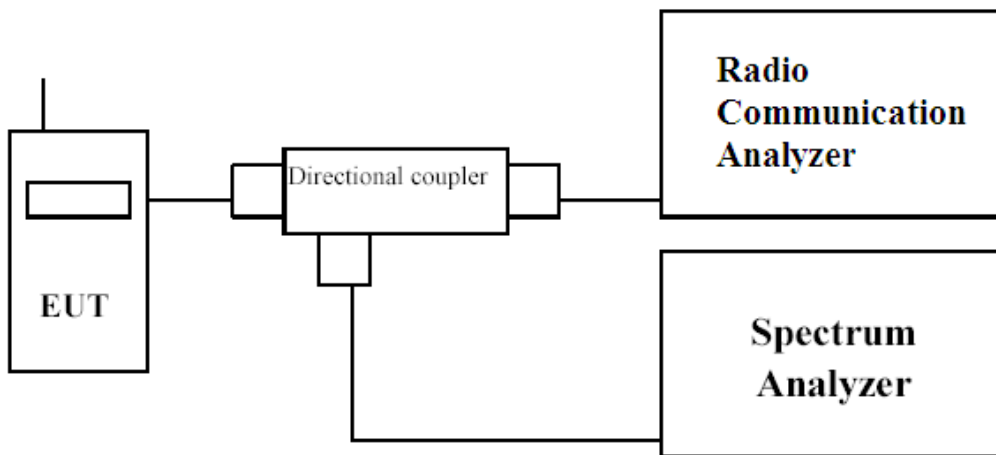 Radio
Communication
Analyzer
Directional coupler
EUT
Spectrum
Analyzer